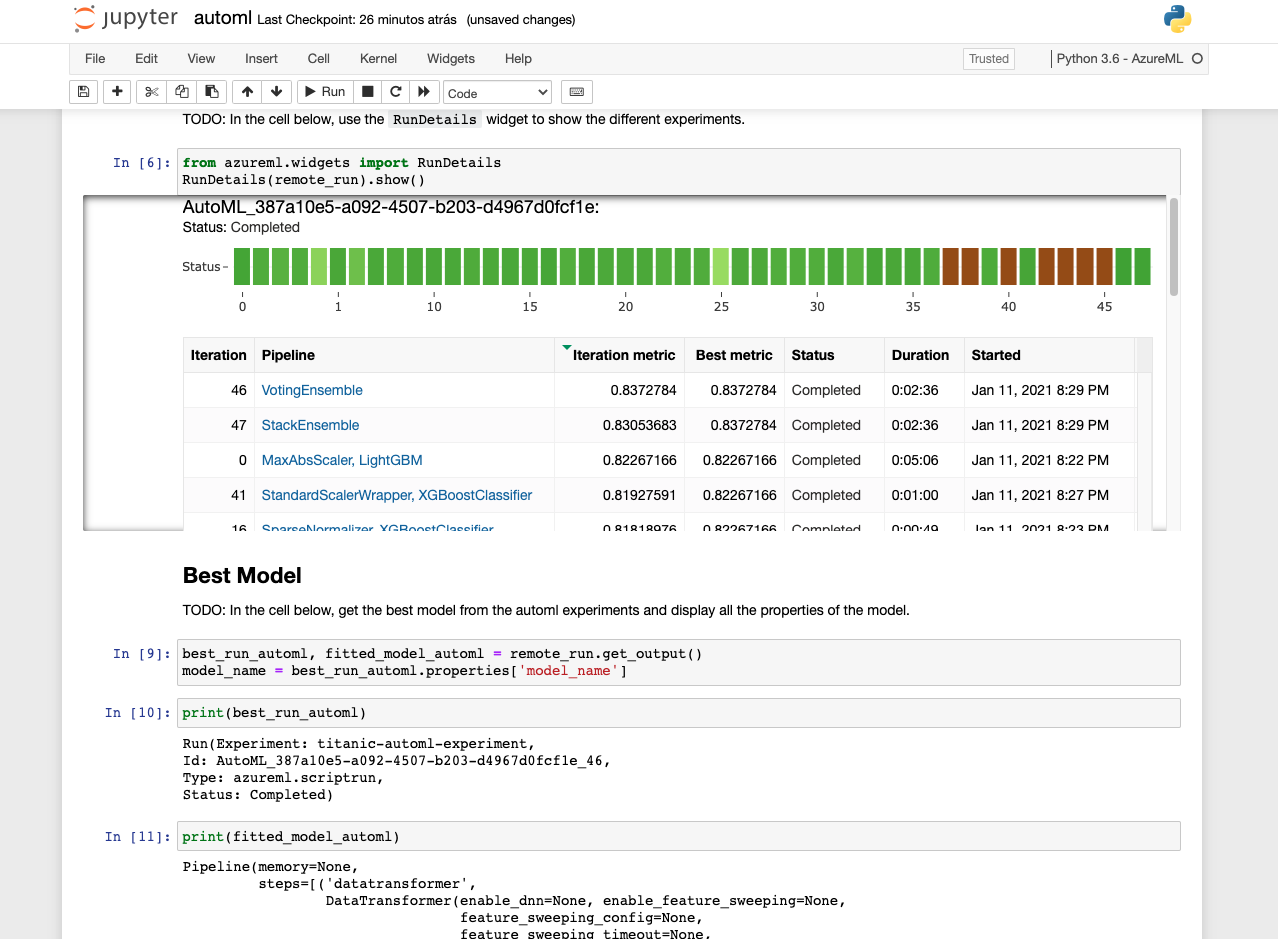 jupyter automl Last Checkpoint: 26 minutos atrás (unsaved changes)
File Edit View Insert Cell Kernel Widgets Help Trusted Python 3.6 - AzureML
Run Code
TODO: In the cell below, use the RunDetails widget to show the different experiments.
In [6]: from azureml.widgets import RunDetails
RunDetails(remote_run).show()
AutoML_387a10e5-a092-4507-b203-d4967d0fcf1e:
Status: Completed
Status
0 1 10 15 20 25 30 35 40 45
Iteration Pipeline Iteration metric Best metric Status Duration Started
46 VotingEnsemble 0.8372784 0.8372784 Completed 0:02:36 Jan 11, 2021 8:29 PM
47 StackEnsemble 0.83053683 0.8372784 Completed 0:02:36 Jan 11, 2021 8:29 PM
0 MaxAbsScaler, LightGBM 0.82267166 0.82267166 Completed 0:05:06 Jan 11, 2021 8:22 PM
41 StandardScalerWrapper, XGBoostClassifier 0.81927591 0.82267166 Completed 0:01:00 Jan 11, 2021 8:27 PM
16 SparseNormalizer, XGBoostClassifier 0.81818976 0.82267166 Completed 0:00:49 Jan 11, 2021 8:23 PM
Best Model
TODO: In the cell below, get the best model from the automl experiments and display all the properties of the model.
In [9]: best_run_automl, fitted_model_automl = remote_run.get_output()
model_name = best_run_automl.properties['model_name']
In [10]: print(best_run_automl)
Run(Experiment: titanic-automl-experiment,
Id: AutoML_387a10e5-a092-4507-b203-d4967d0fcf1e_46,
Type: azureml.scriptrun,
Status: Completed)
In [11]: print(fitted_model_automl)
Pipeline(memory=None,
steps=[('datatransformer',
DataTransformer(enable_dnn=None, enable_feature_sweeping=None,
feature_sweeping_config=None,
feature_sweeping_timeout=None,